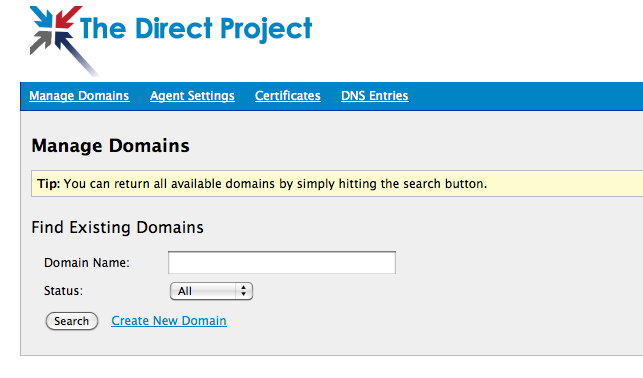 The Direct Project
Manage Domains Agent Settings Certificates DNS Entries
Manage Domains
Tip: You can return all available domains by simply hitting the search button.
Find Existing Domains
Domain Name:
Status: All
Search Create New Domain